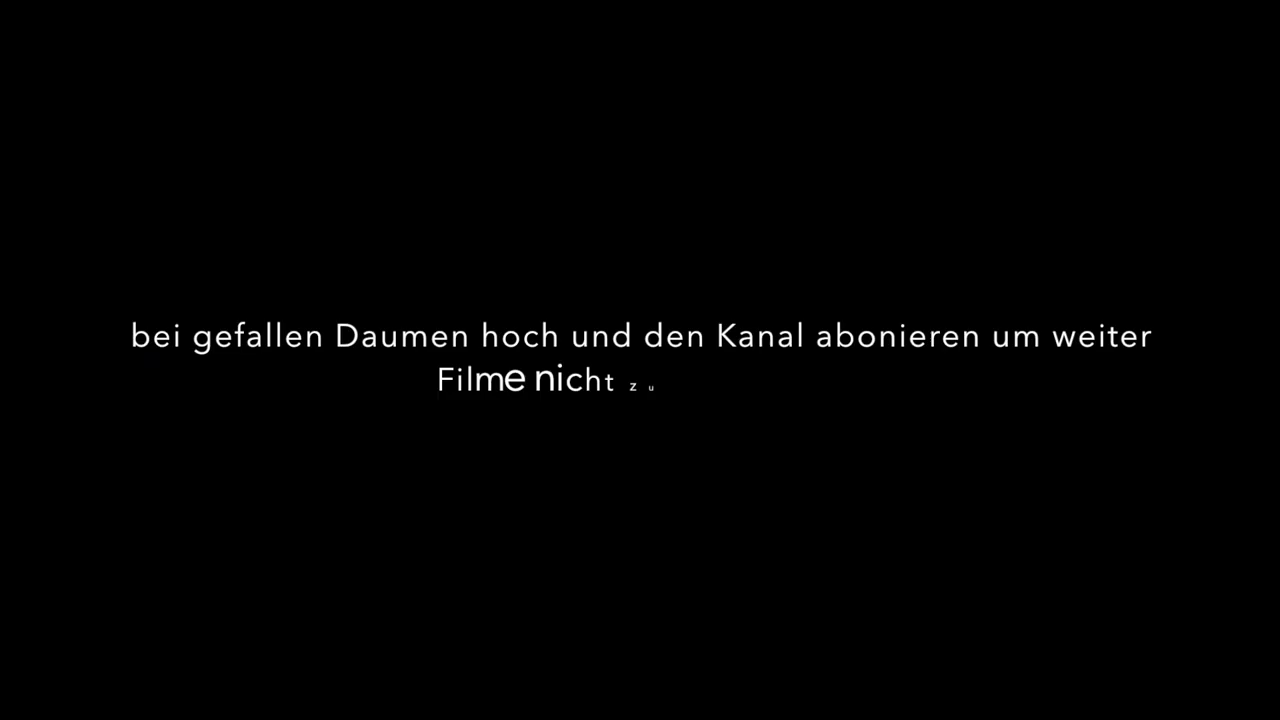 bei gefallen Daumen hoch und den Kanal abonieren um weiter
Filme nicht zu